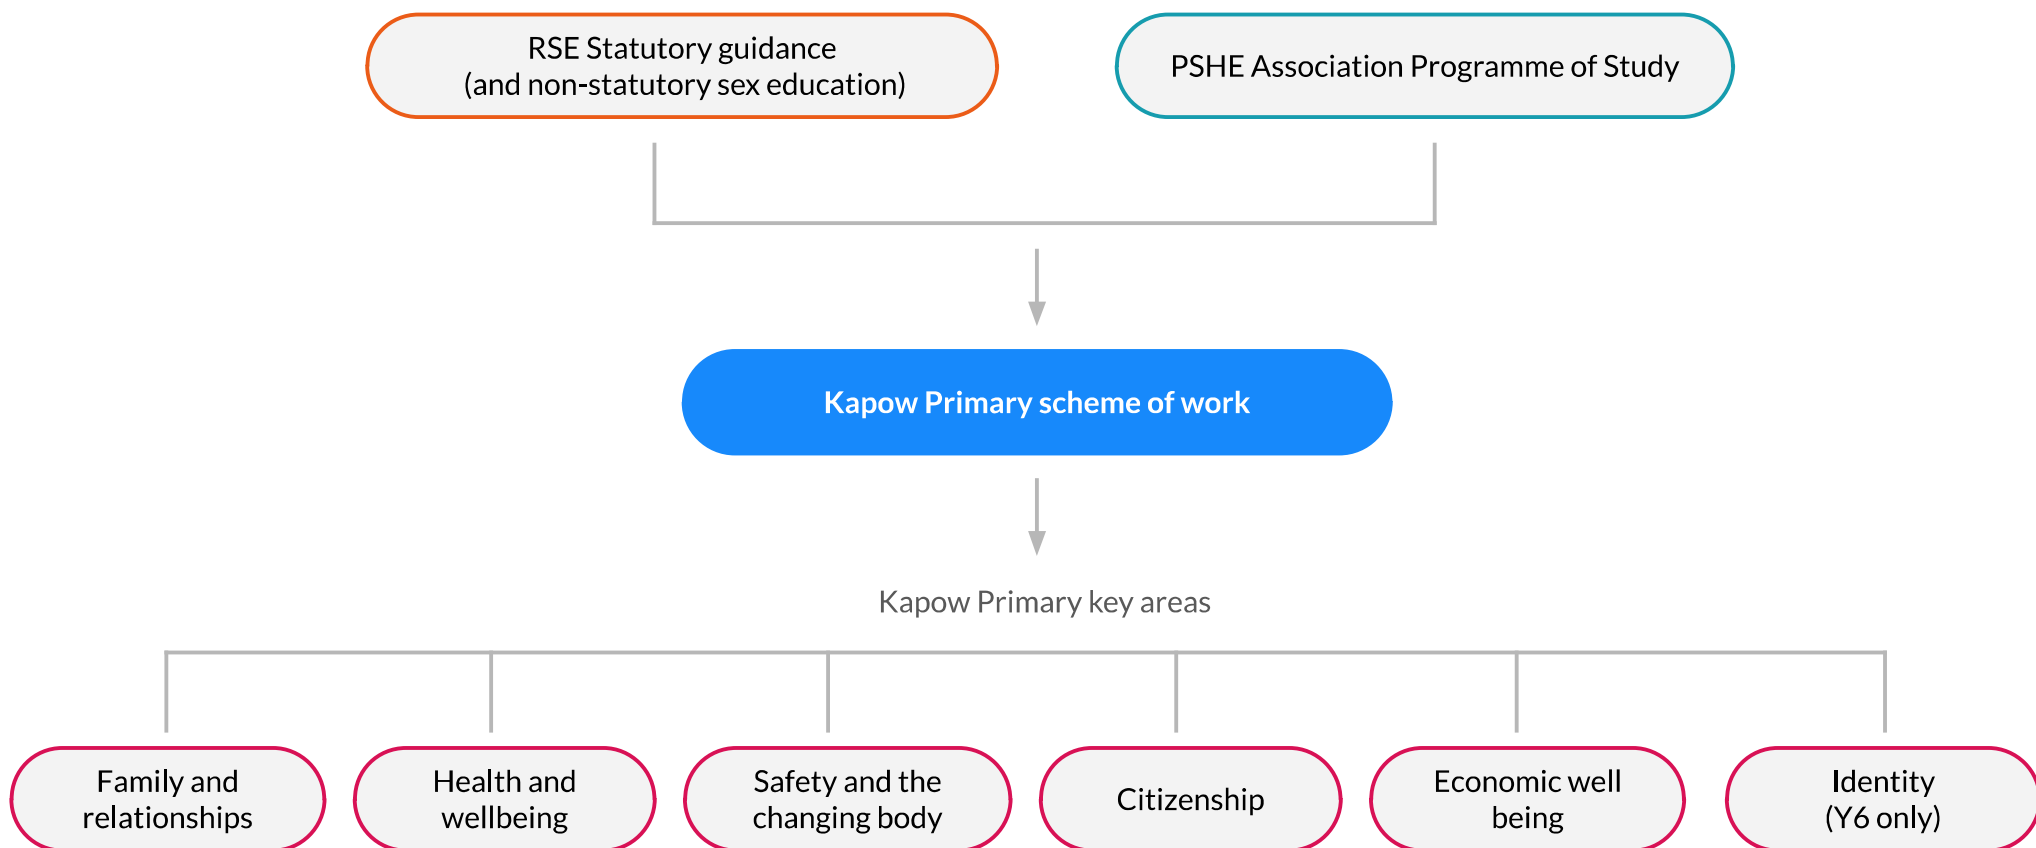 RSE Statutory guidance
(and non-statutory sex education)
PSHE Association Programme of Study
Kapow Primary scheme of work
Kapow Primary key areas
Family and
relationships
Health and
wellbeing
Safety and the
changing body
Citizenship
Economic well
being
Identity
(Y6 only)